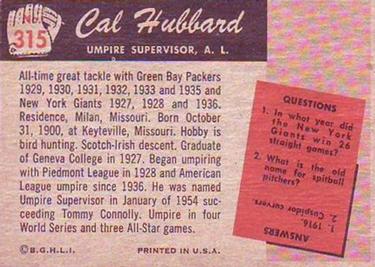 NO.
315
Cal Hubbard
UMPIRE SUPERVISOR, A. L.
All-time great tackle with Green Bay Packers
1929, 1930, 1931, 1932, 1933 and 1935 and
New York Giants 1927, 1928 and 1936.
Residence, Milan, Missouri. Born October
31, 1900, at Keyteville, Missouri. Hobby is
bird hunting. Scotch-Irish descent. Graduate
of Geneva College in 1927. Began umpiring
with Piedmont League in 1928 and American
League umpire since 1936. He was named
Umpire Supervisor in January of 1954 suc-
ceeding Tommy Connolly. Umpire in four
World Series and three All-Star games.
©B.G.H.L.I.
PRINTED IN U.S.A.
QUESTIONS
1. In what year did
the New York
Giants win 26
straight games?
2. What is the old
name for spitball
pitchers?
ANSWERS
1. 1916.
2. Cuspidor curvers.